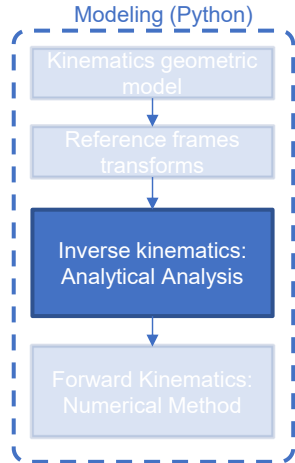 Modeling (Python)
Kinematics geometric
model
Reference frames
transforms
Inverse kinematics:
Analytical Analysis
Forward Kinematics:
Numerical Method